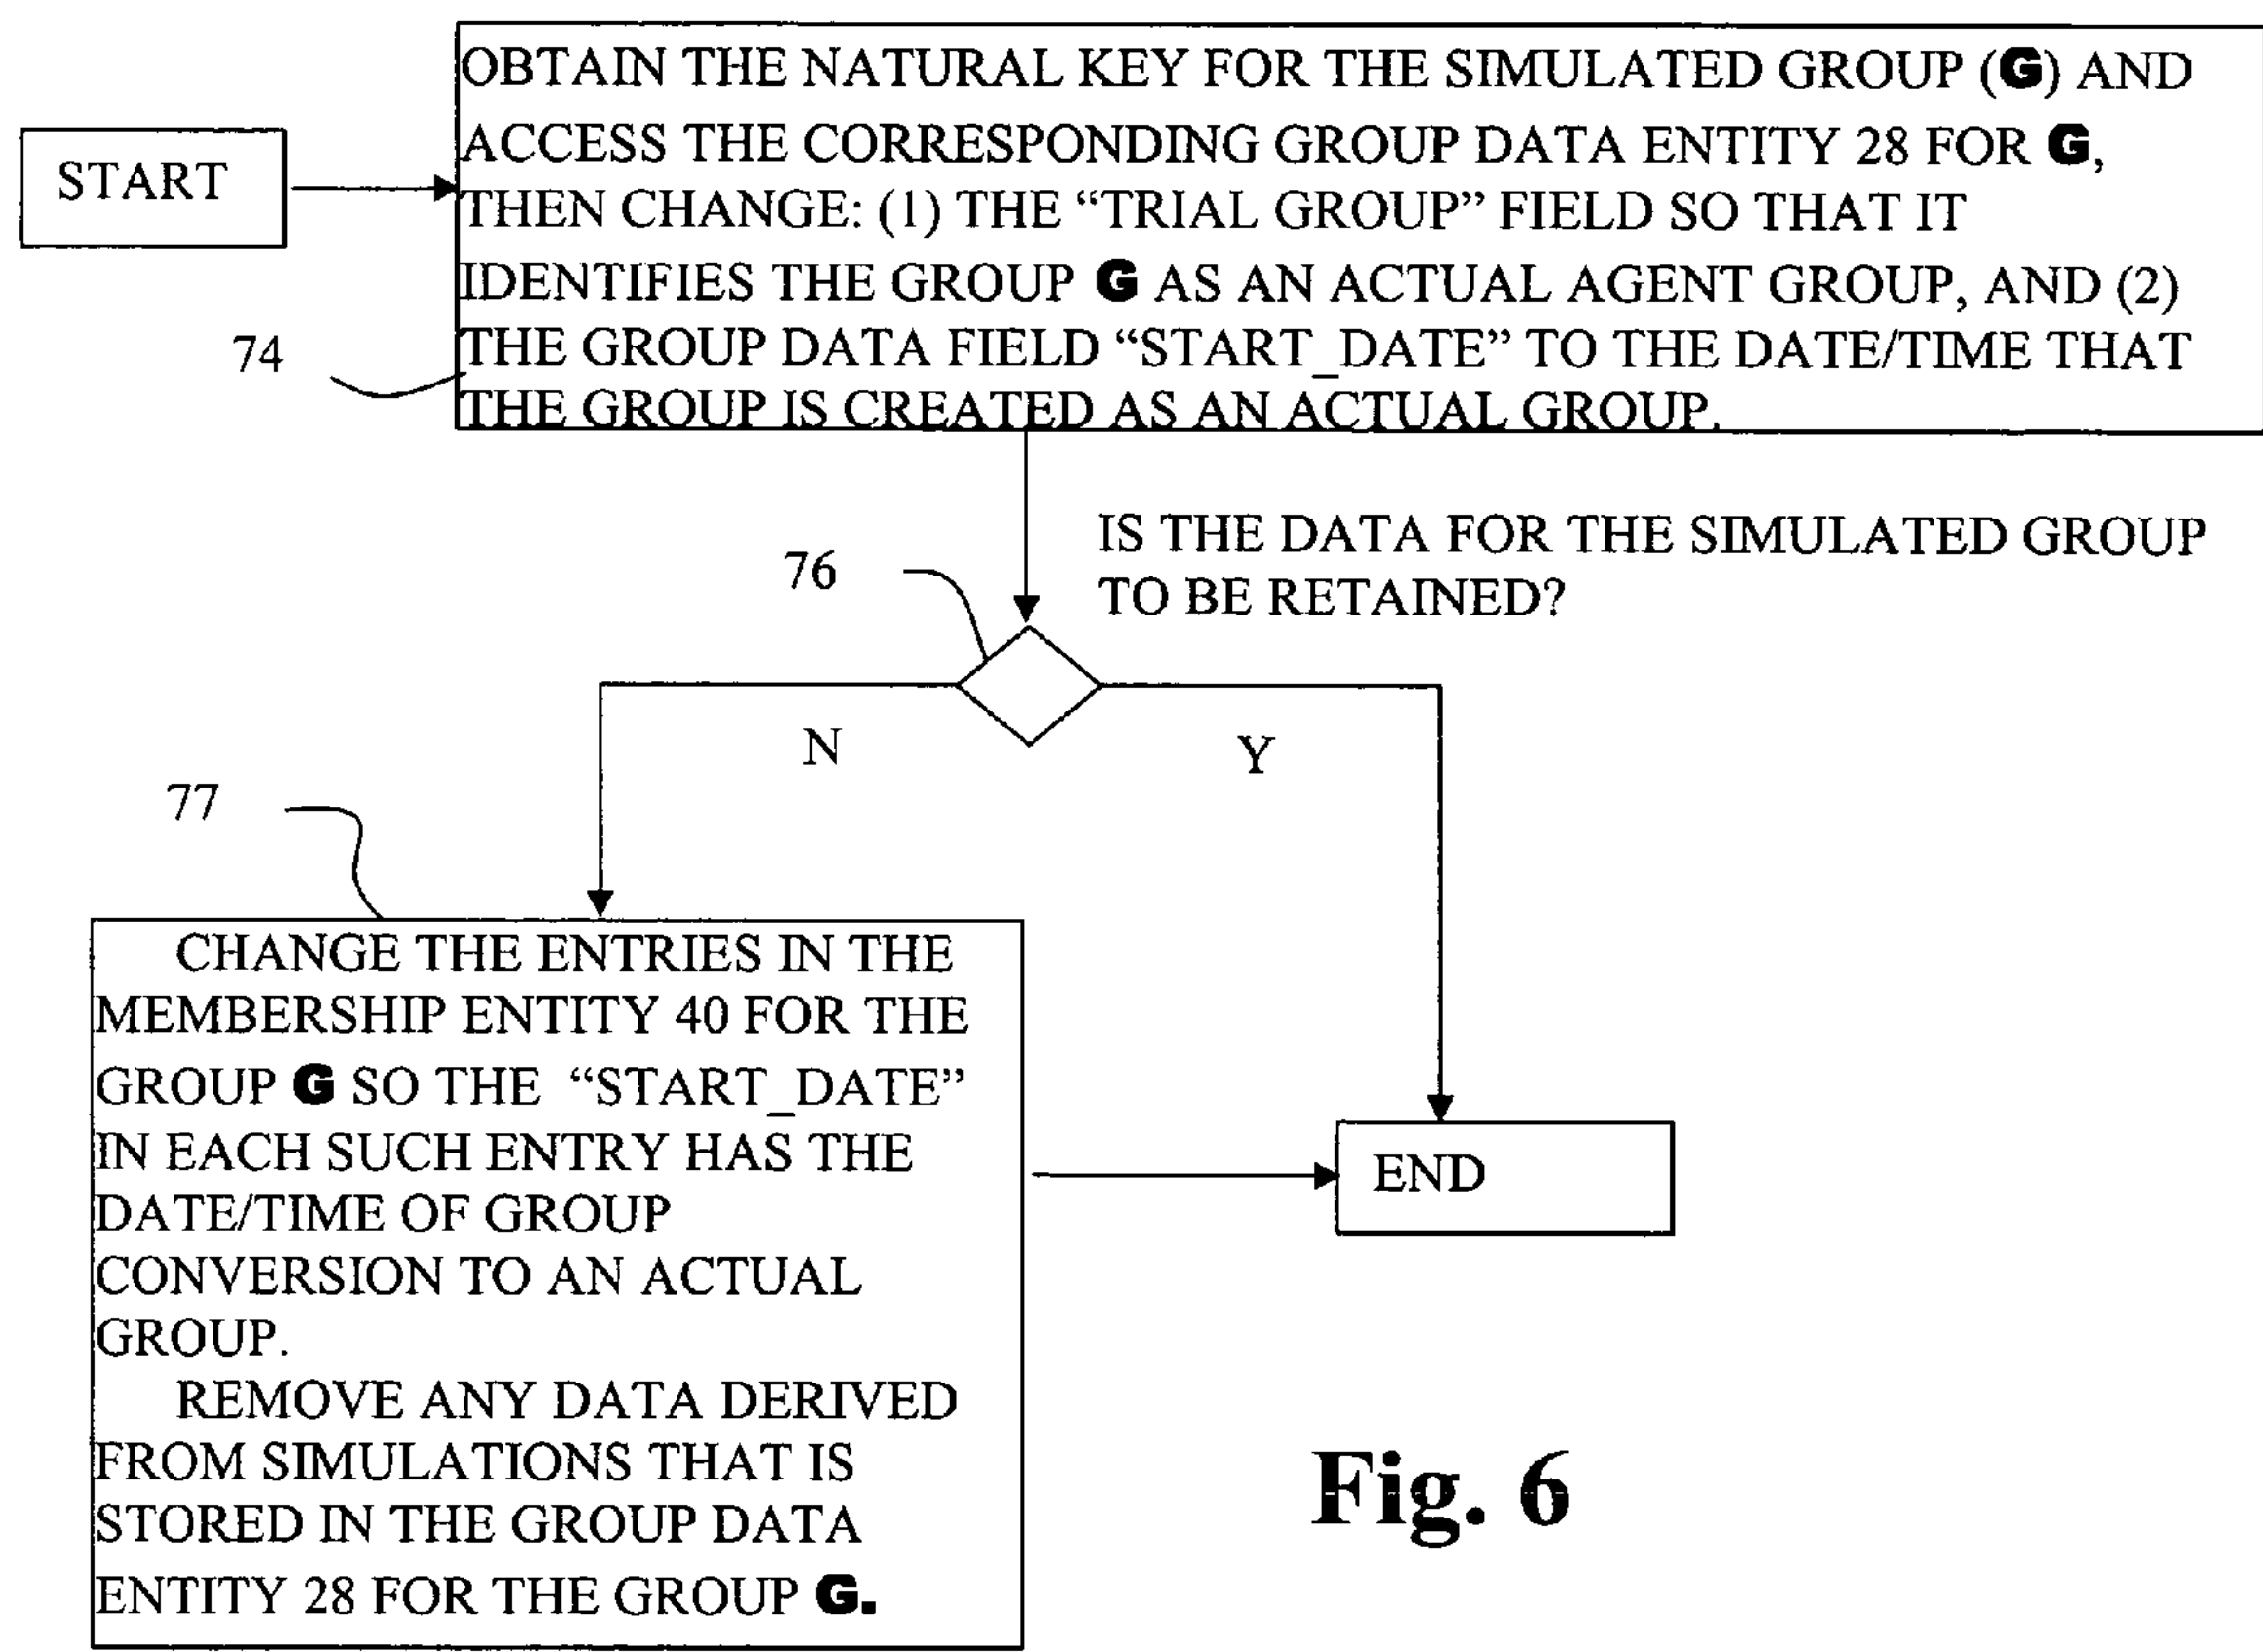 OBTAIN THE NATURAL KEY FOR THE SIMULATED GROUP (G) AND
ACCESS THE CORRESPONDING GROUP DATA ENTITY 28 FOR G,
THEN CHANGE: (1) THE “TRIAL GROUP” FIELD SO THAT IT
IDENTIFIES THE GROUP G AS AN ACTUAL AGENT GROUP, AND (2)
THE GROUP DATA FIELD “START_DATE” TO THE DATE/TIME THAT
THE GROUP IS CREATED AS AN ACTUAL GROUP.
START
74
IS THE DATA FOR THE SIMULATED GROUP
TO BE RETAINED?
76
N
Y
77
CHANGE THE ENTRIES IN THE
MEMBERSHIP ENTITY 40 FOR THE
GROUP G SO THE “START_DATE”
IN EACH SUCH ENTRY HAS THE
DATE/TIME OF GROUP
CONVERSION TO AN ACTUAL
GROUP.
REMOVE ANY DATA DERIVED
FROM SIMULATIONS THAT IS
STORED IN THE GROUP DATA
ENTITY 28 FOR THE GROUP G.
END
Fig. 6